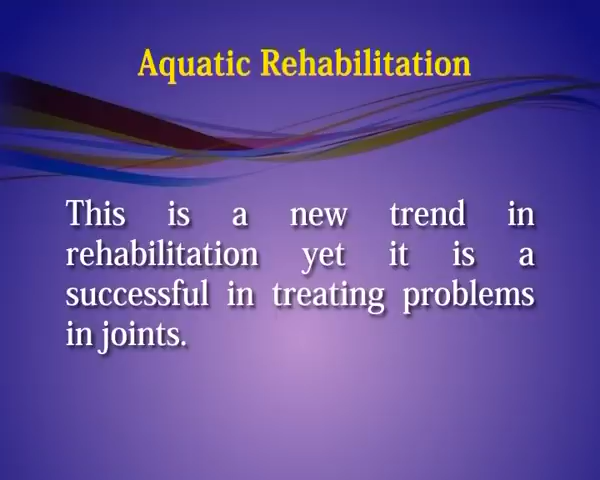 Aquatic Rehabilitation
This is a new trend in
rehabilitation yet it is a
successful in treating problems
in joints.